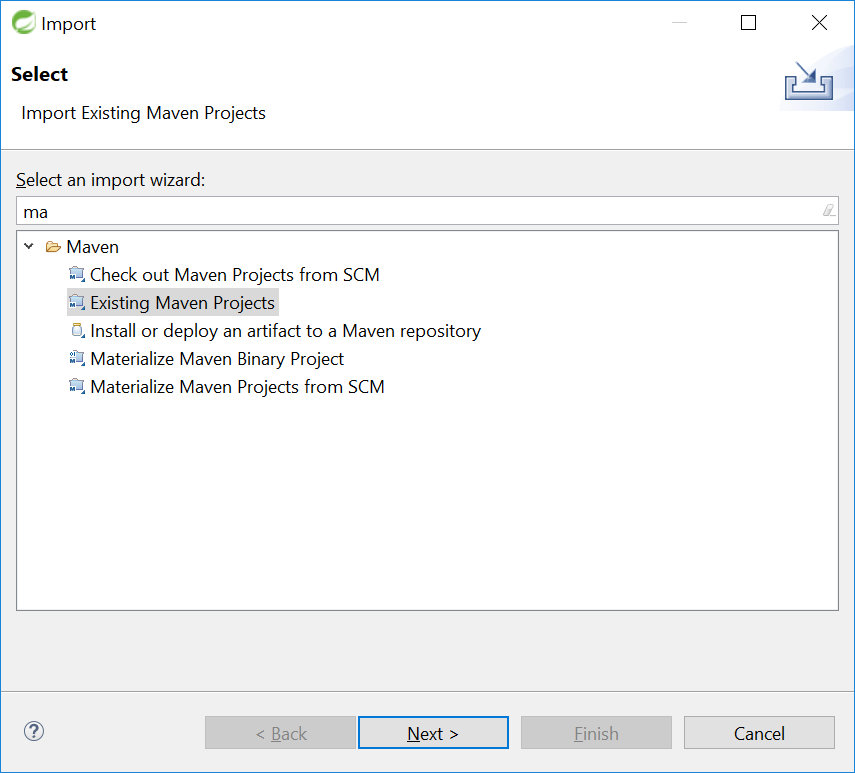 Import
Select
Import Existing Maven Projects
Select an import wizard:
ma
Maven
Check out Maven Projects from SCM
Existing Maven Projects
Install or deploy an artifact to a Maven repository
Materialize Maven Binary Project
Materialize Maven Projects from SCM
? < Back Next > Finish Cancel